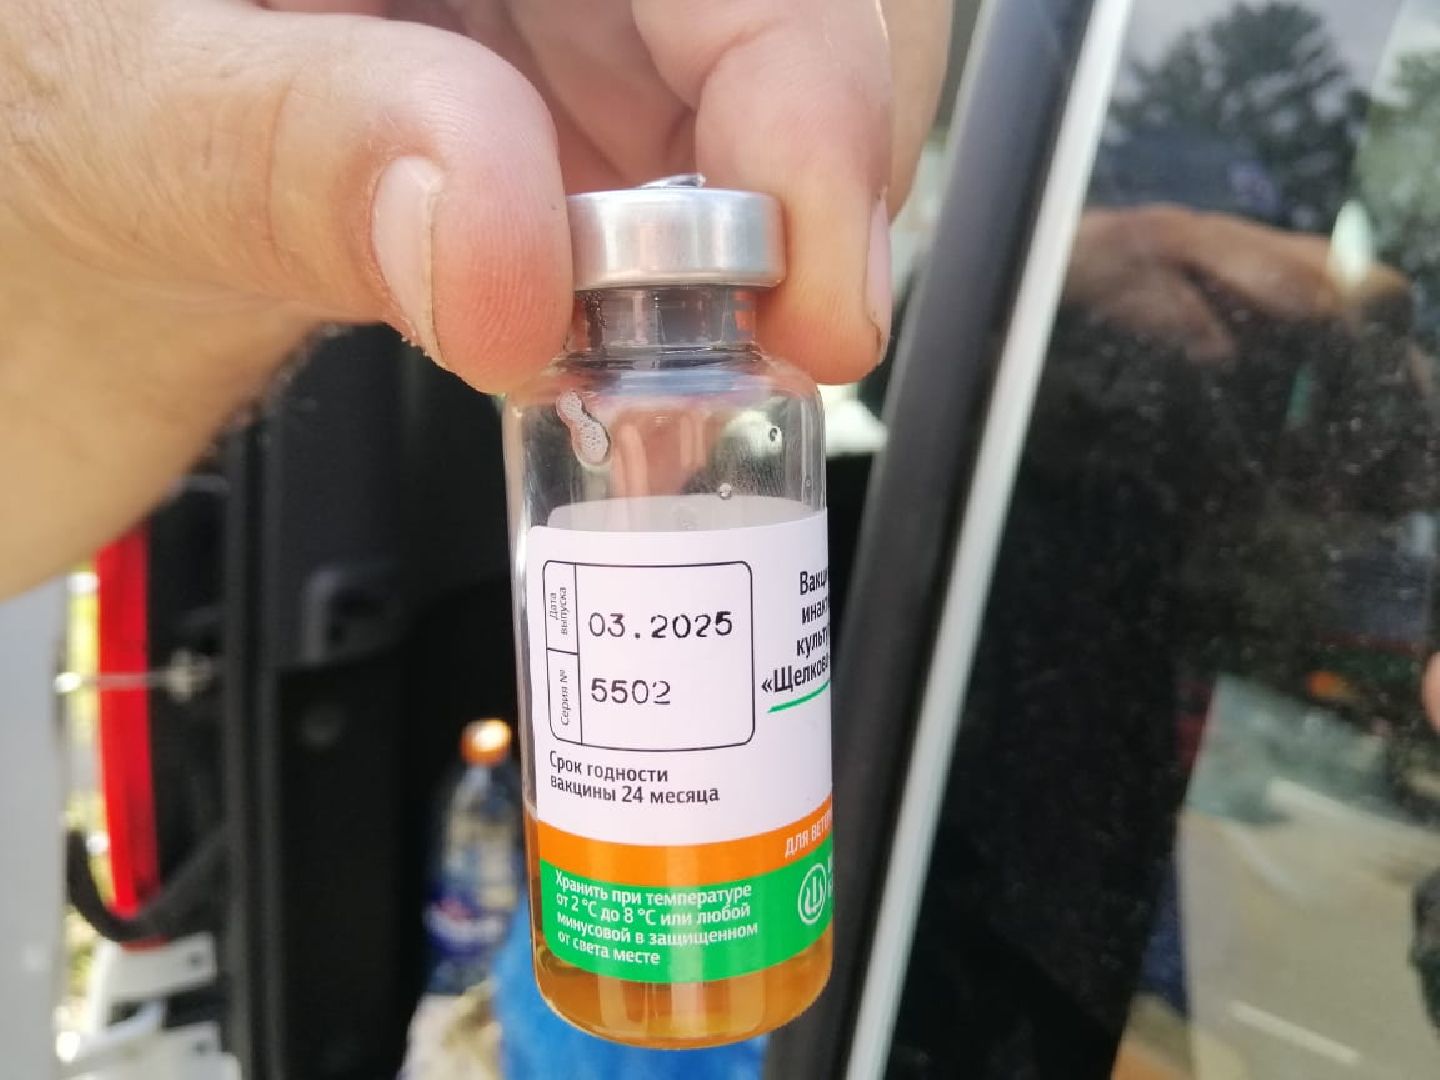 Дата
выпуска
03.2025
Серия №
5502
Срок годности
вакцины 24 месяца
Хранить при температуре
от 2 °C до 8 °C или любой
минусовой в защищенном
от света месте
ДЛЯ